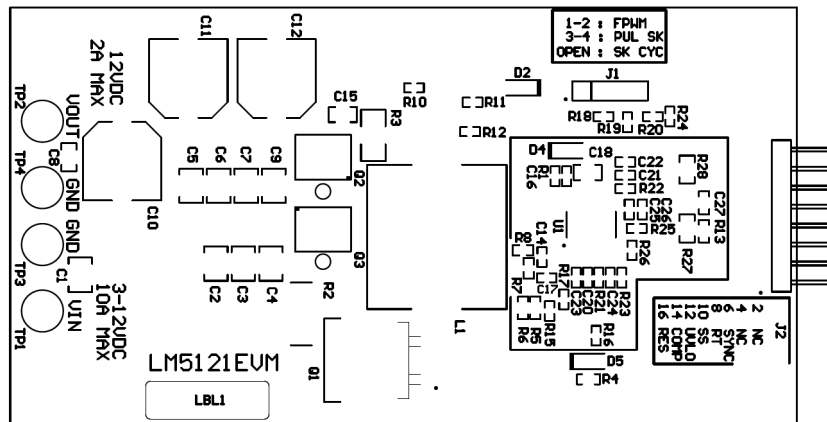 1-2 : FPWM
3-4 : PUL SK
OPEN : SK CYC
C11
C12
12VDC
2A MAX
TP2
VOUT
C8
TP4
GND
C10
GND
TP3
C1
3-12VDC
10A MAX
VIN
TP1
C5
C6
C7
C9
C15
R3
Q2
Q3
C2
C3
C4
R2
Q1
L1
LM5121EVM
LBL1
R10
R11
R12
D2
J1
R18
R19
R20
R24
D4
C18
R1
C16
C22
C21
R22
R28
C25
C26
R25
C27
R13
R27
R26
U1
R8
C14
C17
R7
R17
C23
C20
R21
C24
R23
R6
R5
R15
R16
D5
R4
J2
2 NC
4 NC
6 SYNC
8 RT
10 SS
12 UVLO
14 COMP
16 RES